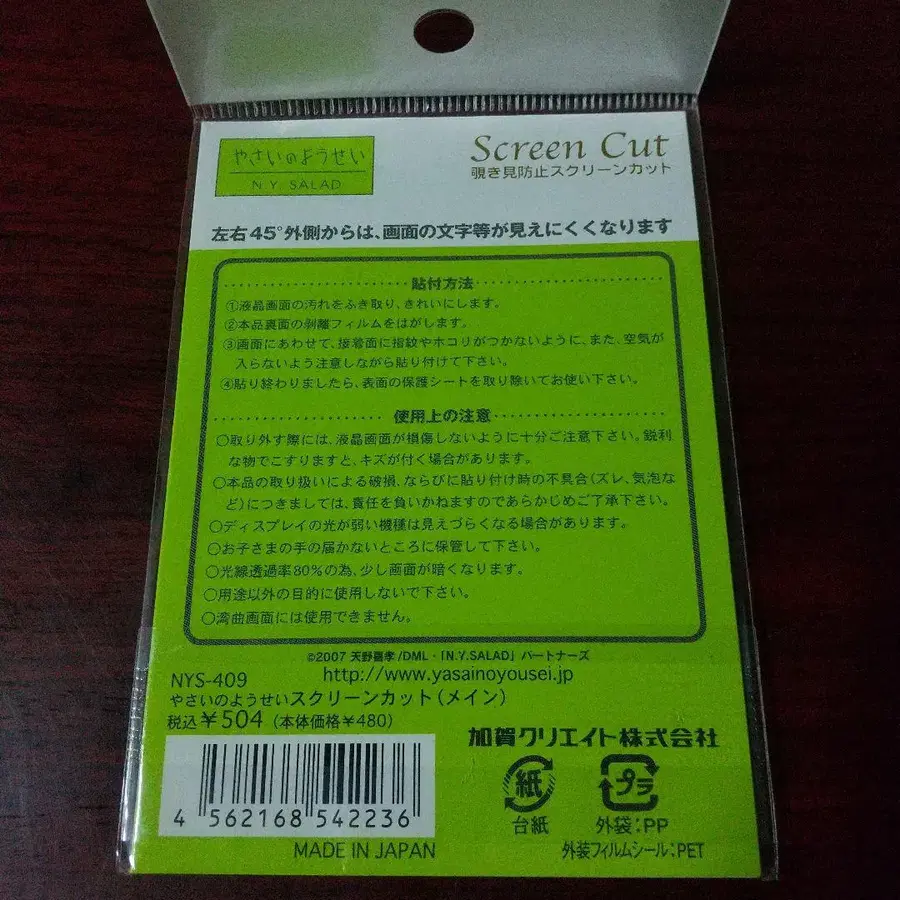 やさいのようせい
N.Y. SALAD
Screen Cut
覗き見防止スクリーンカット
左右45°外側からは、画面の文字等が見えにくくなります
貼付方法
①液晶画面の汚れをふき取り、きれいにします。
②本品裏面の剥離フィルムをはがします。
③画面にあわせて、接着面に指紋やホコリがつかないように、また、空気が
入らないよう注意しながら貼り付けて下さい。
④貼り終わりましたら、表面の保護シートを取り除いてお使い下さい。
使用上の注意
○取り外す際には、液晶画面が損傷しないように十分ご注意下さい。鋭利
な物でこすりますと、キズが付く場合があります。
○本品の取り扱いによる破損、ならびに貼り付け時の不具合(ズレ、気泡な
ど)につきましては、責任を負いかねますのであらかじめご了承下さい。
○ディスプレイの光が弱い機種は見えづらくなる場合があります。
○お子さまの手の届かないところに保管して下さい。
○光線透過率80%の為、少し画面が暗くなります。
○用途以外の目的に使用しないで下さい。
○湾曲画面には使用できません。
©2007 天野喜孝/DML・「N.Y.SALAD」パートナーズ
http://www.yasainoyousei.jp
NYS-409
やさいのようせいスクリーンカット(メイン)
税込¥504(本体価格¥480)
加賀クリエイト株式会社
4 562168 542236
紙
台紙
プラ
外袋:PP
外装フィルムシール:PET
MADE IN JAPAN